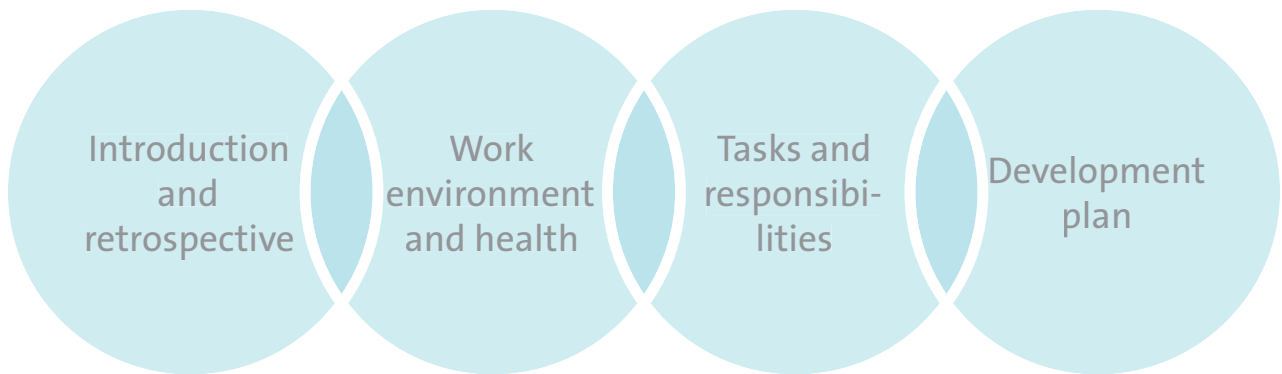 Introduction
and
retrospective
Work
environment
and health
Tasks and
responsibi-
lities
Development
plan